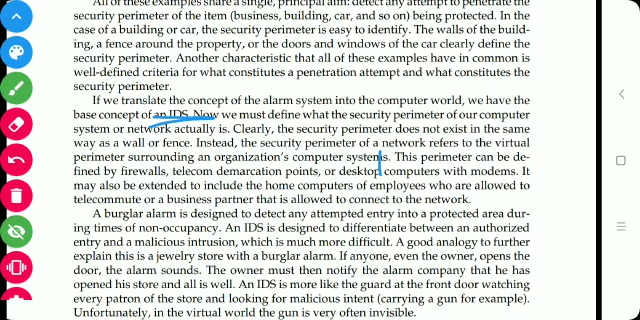 All of these examples share a single, principal aim: detect any attempt to penetrate the
security perimeter of the item (business, building, car, and so on) being protected. In the
case of a building or car, the security perimeter is easy to identify. The walls of the build-
ing, a fence around the property, or the doors and windows of the car clearly define the
security perimeter. Another characteristic that all of these examples have in common is
well-defined criteria for what constitutes a penetration attempt and what constitutes the
security perimeter.
If we translate the concept of the alarm system into the computer world, we have the
base concept of an IDS. Now we must define what the security perimeter of our computer
system or network actually is. Clearly, the security perimeter does not exist in the same
way as a wall or fence. Instead, the security perimeter of a network refers to the virtual
perimeter surrounding an organization's computer systems. This perimeter can be de-
fined by firewalls, telecom demarcation points, or desktop computers with modems. It
may also be extended to include the home computers of employees who are allowed to
telecommute or a business partner that is allowed to connect to the network.
A burglar alarm is designed to detect any attempted entry into a protected area dur-
ing times of non-occupancy. An IDS is designed to differentiate between an authorized
entry and a malicious intrusion, which is much more difficult. A good analogy to further
explain this is a jewelry store with a burglar alarm. If anyone, even the owner, opens
the door, the alarm sounds. The owner must then notify the alarm company that he has
opened his store and all is well. An IDS is more like the guard at the front door watching
every patron of the store and looking for malicious intent (carrying a gun for example).
Unfortunately, in the virtual world the gun is very often invisible.